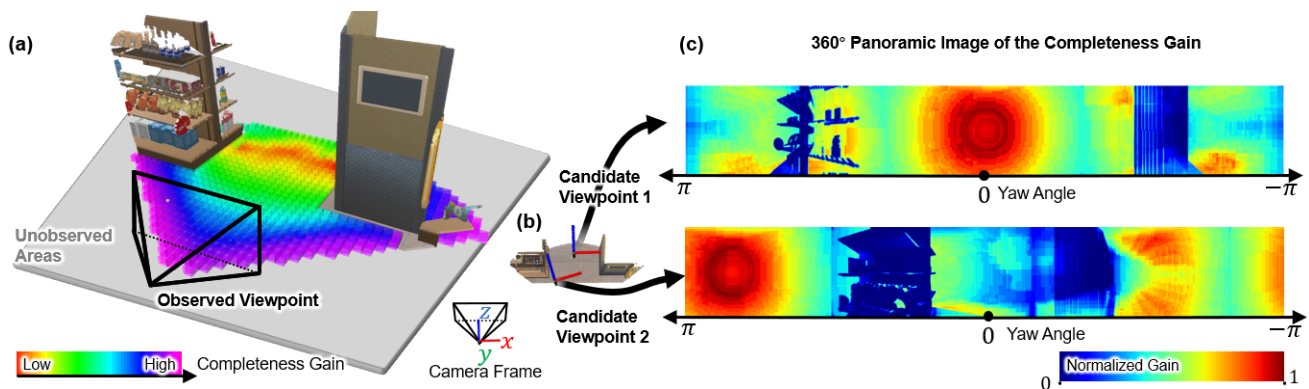 (a)
Unobserved
Areas
Observed Viewpoint
Low
High
Completeness Gain
z
x
y
Camera Frame
(b)
Candidate
Viewpoint 1
Candidate
Viewpoint 2
(c)
360° Panoramic Image of the Completeness Gain
π
0
Yaw Angle
−π
π
0
Yaw Angle
−π
0
Normalized Gain
1